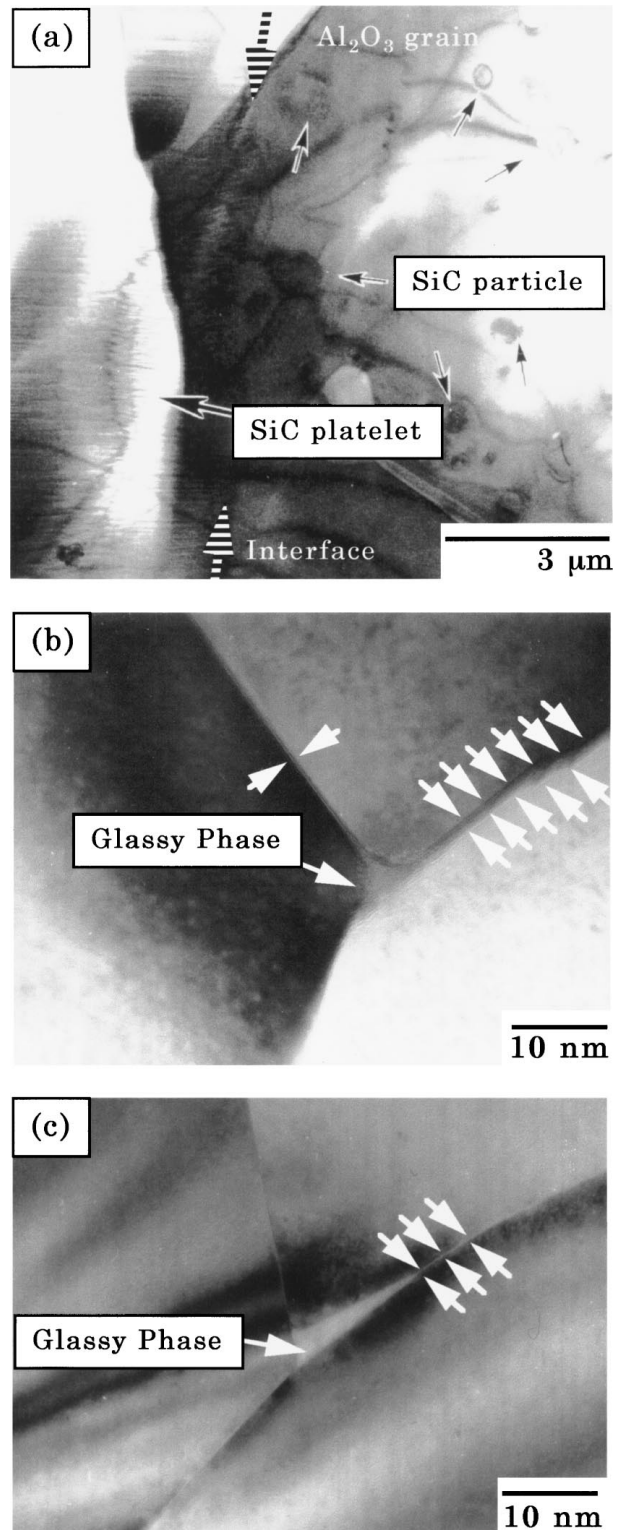 (a)
Al₂O₃ grain
SiC particle
SiC platelet
Interface
3 μm
(b)
Glassy Phase
10 nm
(c)
Glassy Phase
10 nm